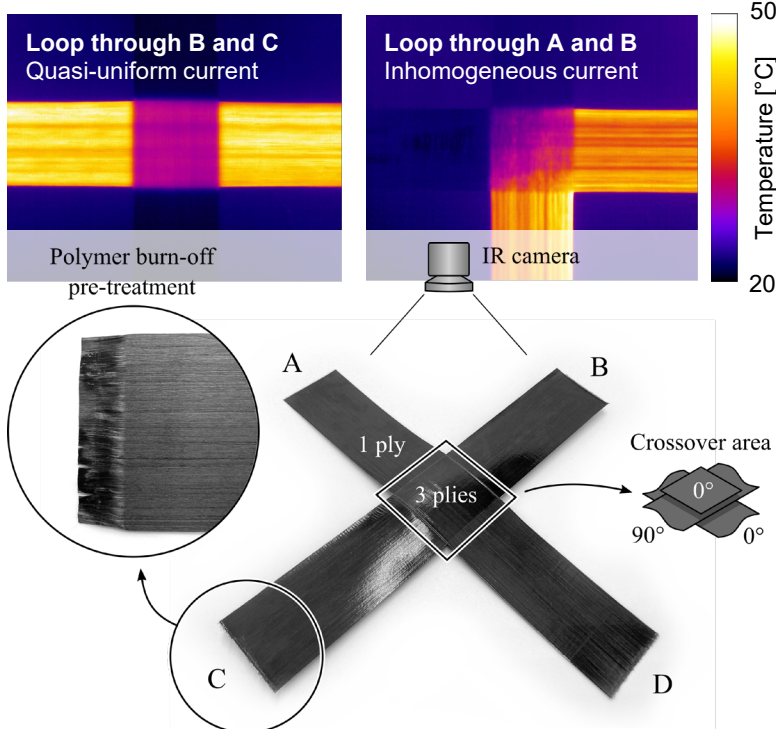 Loop through B and C
Quasi-uniform current
Loop through A and B
Inhomogeneous current
50
Temperature [°C]
20
Polymer burn-off
pre-treatment
IR camera
A
B
1 ply
3 plies
Crossover area
0°
90°
0°
C
D